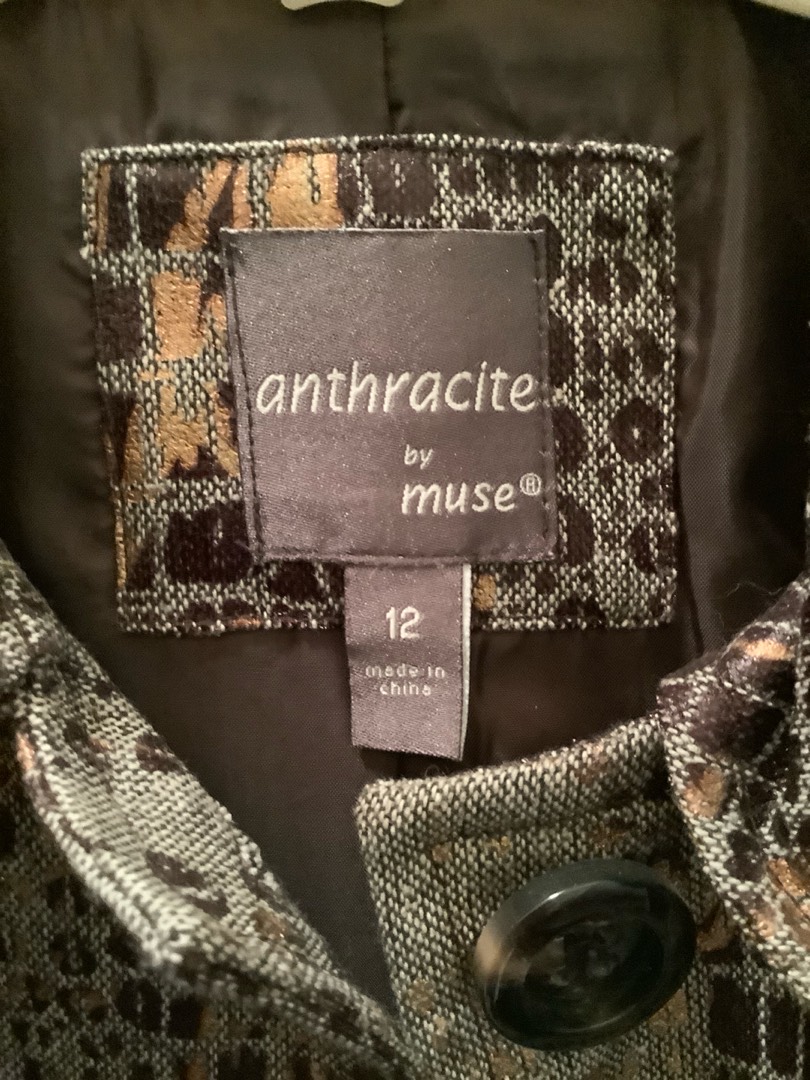 anthracite
by
muse®
12
made in
china